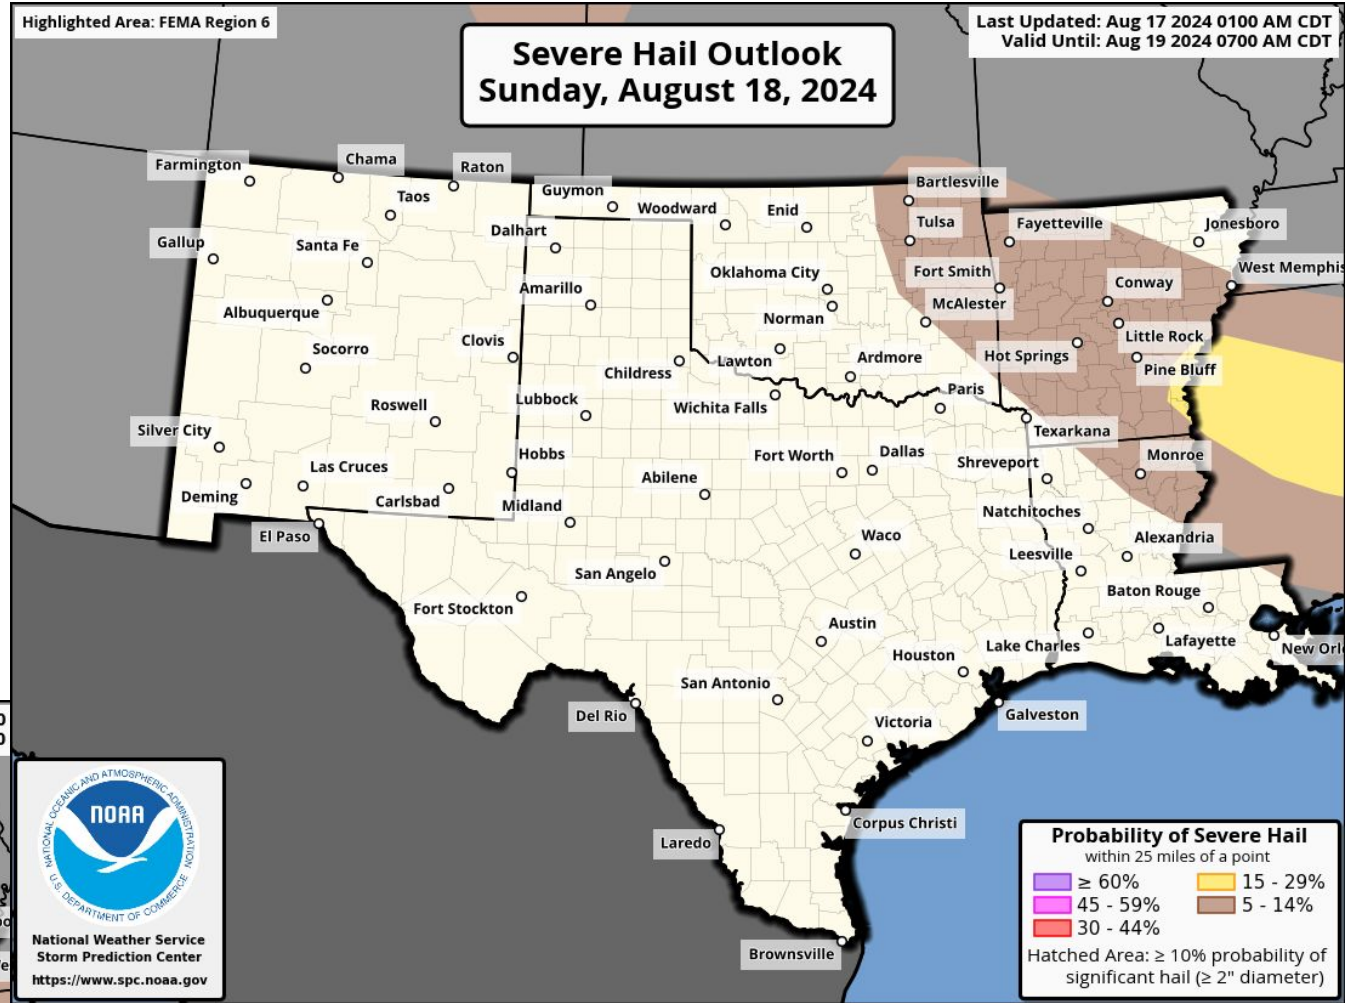 Highlighted Area: FEMA Region 6
Severe Hail Outlook
Sunday, August 18, 2024
Last Updated: Aug 17 2024 0100 AM CDT
Valid Until: Aug 19 2024 0700 AM CDT
Farmington
Chama
Raton
Taos
Guymon
Woodward
Enid
Bartlesville
Tulsa
Fayetteville
Jonesboro
Gallup
Santa Fe
Dalhart
Oklahoma City
Fort Smith
West Memphis
Amarillo
Conway
Albuquerque
Norman
McAlester
Socorro
Clovis
Little Rock
Childress
Lawton
Ardmore
Hot Springs
Pine Bluff
Roswell
Lubbock
Wichita Falls
Paris
Silver City
Texarkana
Las Cruces
Hobbs
Fort Worth
Dallas
Shreveport
Monroe
Deming
Carlsbad
Midland
Abilene
Natchitoches
El Paso
Waco
Alexandria
Leesville
San Angelo
Baton Rouge
Fort Stockton
Austin
Lake Charles
Lafayette
New Orl
Houston
San Antonio
Del Rio
Victoria
Galveston
Laredo
Corpus Christi
Brownsville
NATIONAL OCEANIC AND ATMOSPHERIC ADMINISTRATION
NOAA
U.S. DEPARTMENT OF COMMERCE
National Weather Service
Storm Prediction Center
https://www.spc.noaa.gov
Probability of Severe Hail
within 25 miles of a point
≥ 60%
15 - 29%
45 - 59%
5 - 14%
30 - 44%
Hatched Area: ≥ 10% probability of
significant hail (≥ 2" diameter)